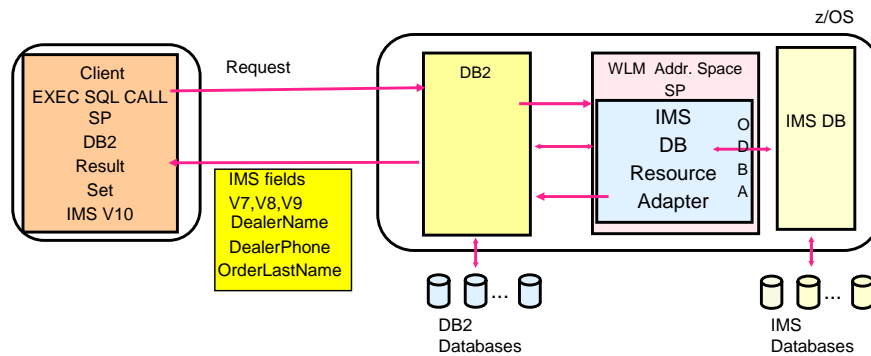 z/OS
Client
EXEC SQL CALL
SP
DB2
Result
Set
IMS V10
Request
IMS fields
V7,V8,V9
DealerName
DealerPhone
OrderLastName
DB2
WLM Addr. Space
SP
IMS
DB
Resource
Adapter
O
D
B
A
IMS DB
...
DB2
Databases
...
IMS
Databases